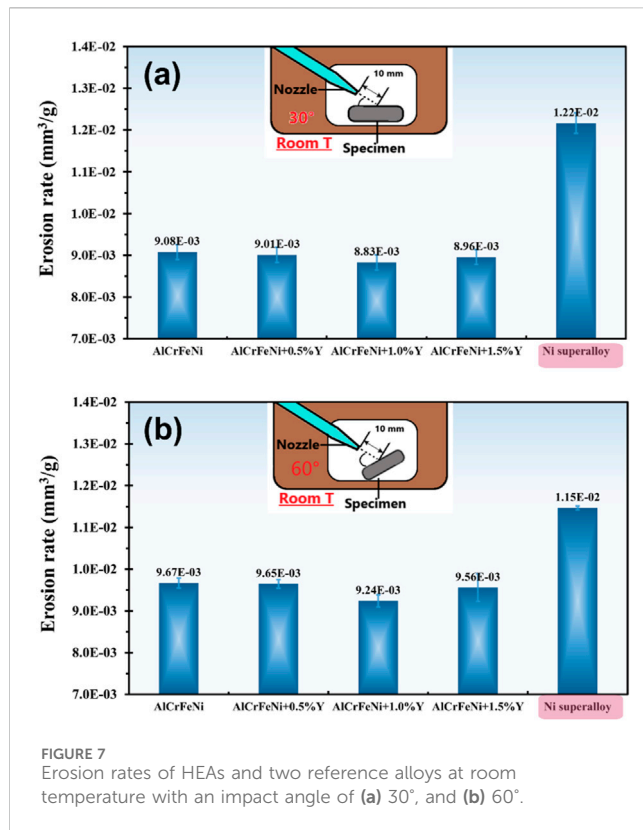 (a)
Erosion rate (mm³/g)
1.4E-02
1.3E-02
1.2E-02
1.0E-02
9.0E-03
8.0E-03
7.0E-03
Nozzle
10 mm
30°
Room T
Specimen
9.08E-03
9.01E-03
8.83E-03
8.96E-03
1.22E-02
AlCrFeNi
AlCrFeNi+0.5%Y
AlCrFeNi+1.0%Y
AlCrFeNi+1.5%Y
Ni superalloy
(b)
Erosion rate (mm³/g)
1.4E-02
1.3E-02
1.2E-02
1.1E-02
1.0E-02
9.0E-03
8.0E-03
7.0E-03
Nozzle
10 mm
60°
Room T
Specimen
9.67E-03
9.65E-03
9.24E-03
9.56E-03
1.15E-02
AlCrFeNi
AlCrFeNi+0.5%Y
AlCrFeNi+1.0%Y
AlCrFeNi+1.5%Y
Ni superalloy
FIGURE 7
Erosion rates of HEAs and two reference alloys at room
temperature with an impact angle of (a) 30°, and (b) 60°.